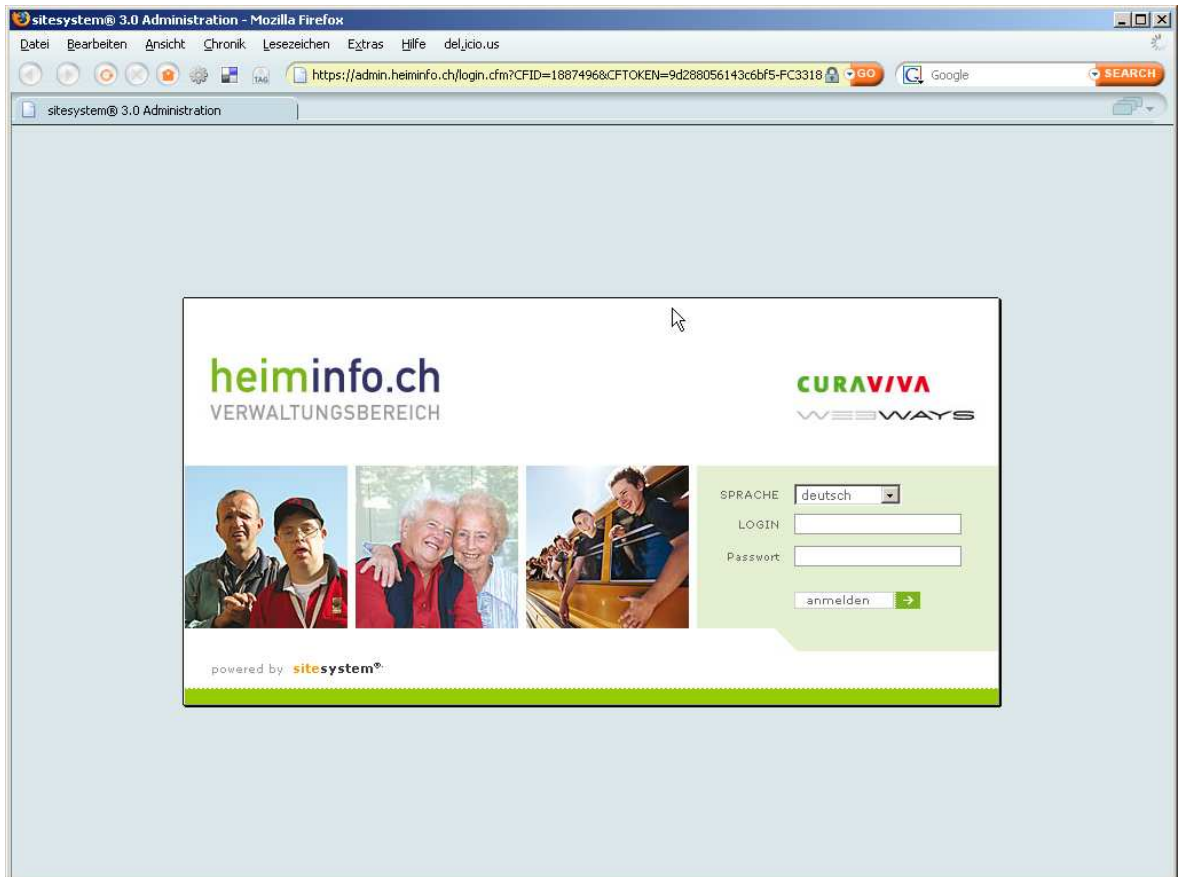 sitesystem® 3.0 Administration - Mozilla Firefox
Datei Bearbeiten Ansicht Chronik Lesezeichen Extras Hilfe del.icio.us
TAG https://admin.heiminfo.ch/login.cfm?CFID=1887496&CFTOKEN=9d288056143c6bf5-FC3318 GO G Google SEARCH
sitesystem® 3.0 Administration
heiminfo.ch
VERWALTUNGSBEREICH
CURAVIVA
WEBWAYS
SPRACHE deutsch
LOGIN
Passwort
anmelden
powered by sitesystem®